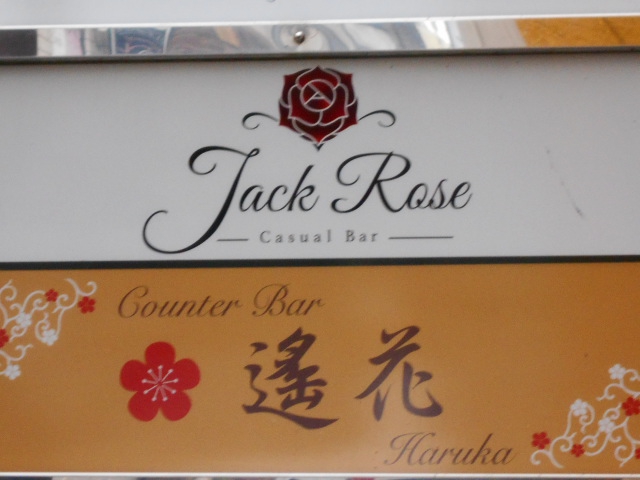 Jack Rose
Casual Bar
Counter Bar
遙花
Haruka